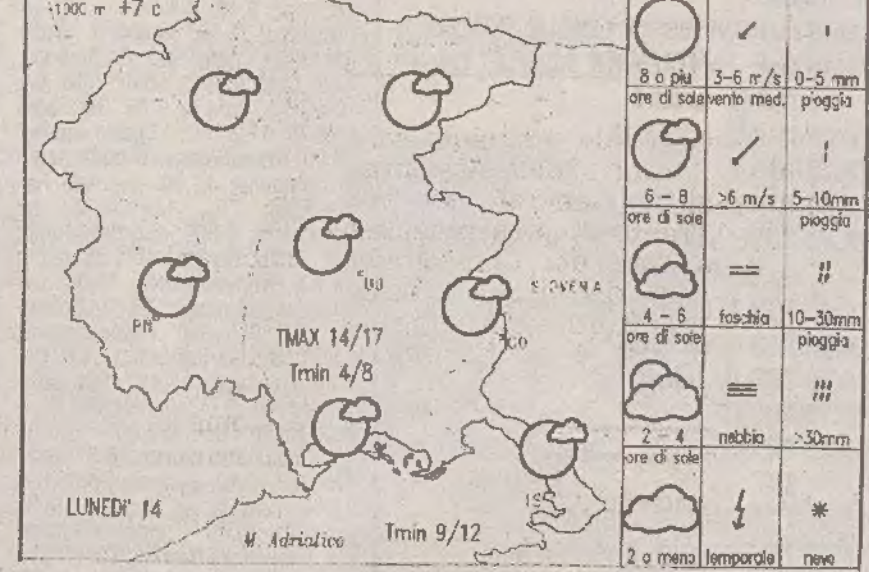 1000 m +7 c
UD
SLOVENIA
PN
GO
TMAX 14/17
Tmin 4/8
LUNEDI' 14
M. Adriatico
Tmin 9/12
TS
8 o piu 3-6 m/s 0-5 mm
ore di sole vento med. pioggia
6 - 8 >6 m/s 5-10mm
ore di sole pioggia
4 - 6 foschia 10-30mm
ore di sole pioggia
2 - 4 nebbia >30mm
ore di sole
2 o meno temporale neve